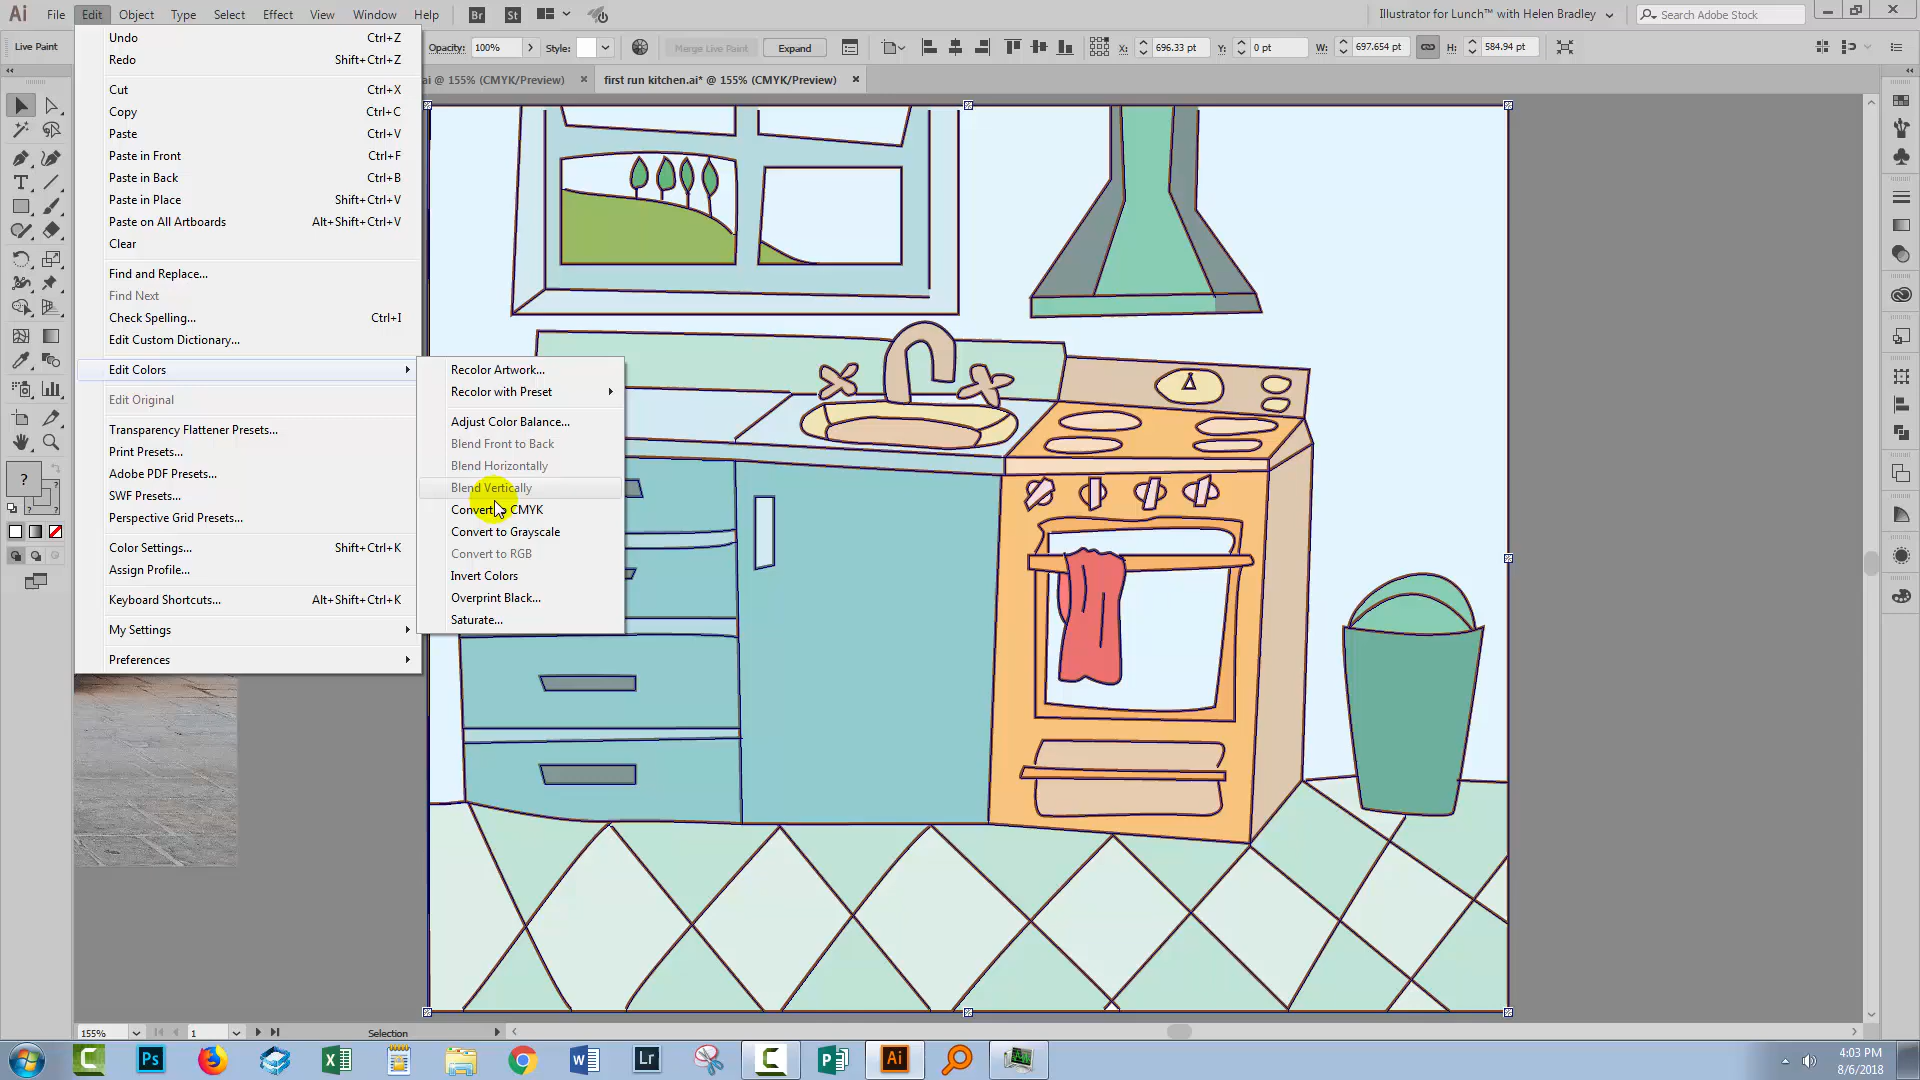 Ai File Edit Object Type Select Effect View Window Help Br St Illustrator for Lunch™ with Helen Bradley Search Adobe Stock
Live Paint Opacity: 100% Style: Merge Live Paint Expand X: 696.33 pt Y: 0 pt W: 697.654 pt H: 584.94 pt
ai @ 155% (CMYK/Preview) × first run kitchen.ai* @ 155% (CMYK/Preview) ×
Undo Ctrl+Z
Redo Shift+Ctrl+Z
Cut Ctrl+X
Copy Ctrl+C
Paste Ctrl+V
Paste in Front Ctrl+F
Paste in Back Ctrl+B
Paste in Place Shift+Ctrl+V
Paste on All Artboards Alt+Shift+Ctrl+V
Clear
Find and Replace...
Find Next
Check Spelling... Ctrl+I
Edit Custom Dictionary...
Edit Colors
Edit Original
Transparency Flattener Presets...
Print Presets...
Adobe PDF Presets...
SWF Presets...
Perspective Grid Presets...
Color Settings... Shift+Ctrl+K
Assign Profile...
Keyboard Shortcuts... Alt+Shift+Ctrl+K
My Settings
Preferences
Recolor Artwork...
Recolor with Preset
Adjust Color Balance...
Blend Front to Back
Blend Horizontally
Blend Vertically
Convert to CMYK
Convert to Grayscale
Convert to RGB
Invert Colors
Overprint Black...
Saturate...
?
?
155% 1 Selection
C Ps W Lr C P Ai
4:03 PM
8/6/2018